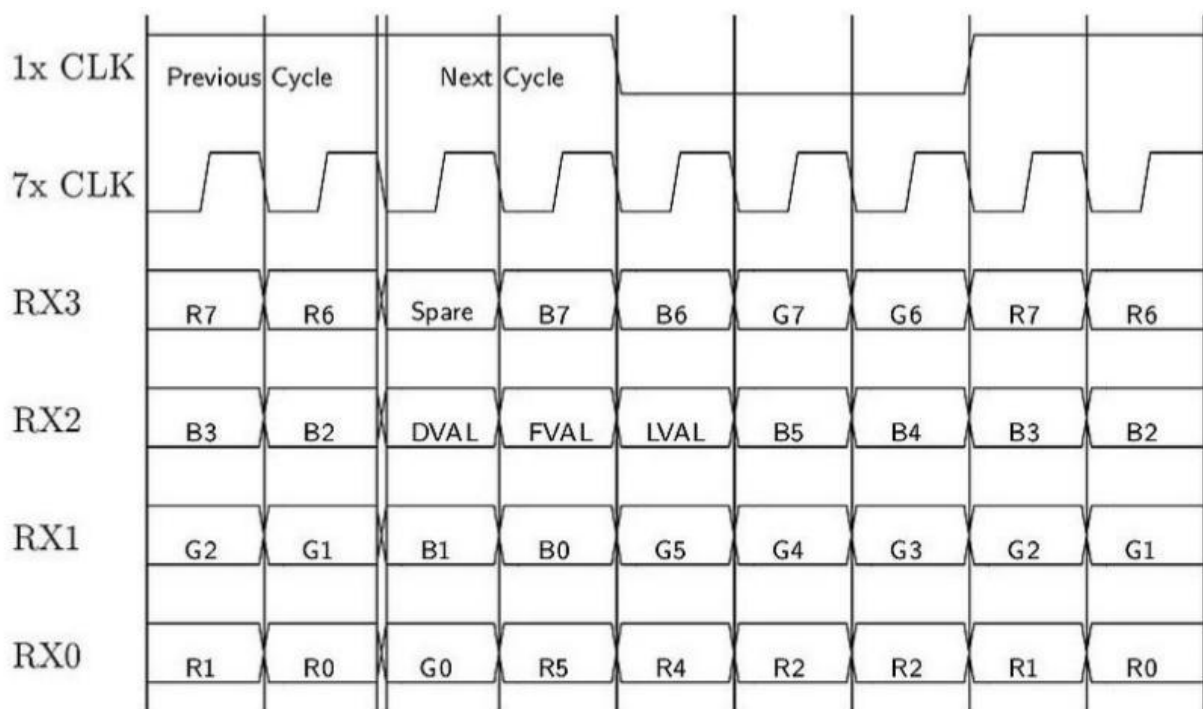 1x CLK Previous Cycle Next Cycle
7x CLK
RX3 R7 R6 Spare B7 B6 G7 G6 R7 R6
RX2 B3 B2 DVAL FVAL LVAL B5 B4 B3 B2
RX1 G2 G1 B1 B0 G5 G4 G3 G2 G1
RX0 R1 R0 G0 R5 R4 R2 R2 R1 R0